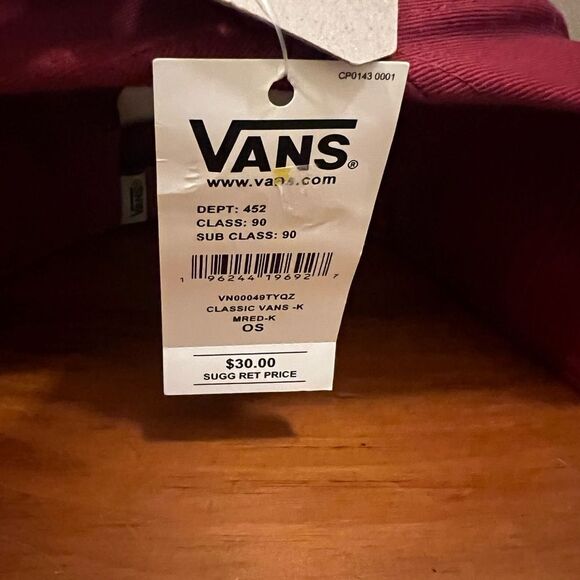 CP0143 0001
VANS®
www.vans.com
DEPT: 452
CLASS: 90
SUB CLASS: 90
1 96244 19692 7
VN00049TYQZ
CLASSIC VANS -K
MRED-K
OS
$30.00
SUGG RET PRICE
VANS